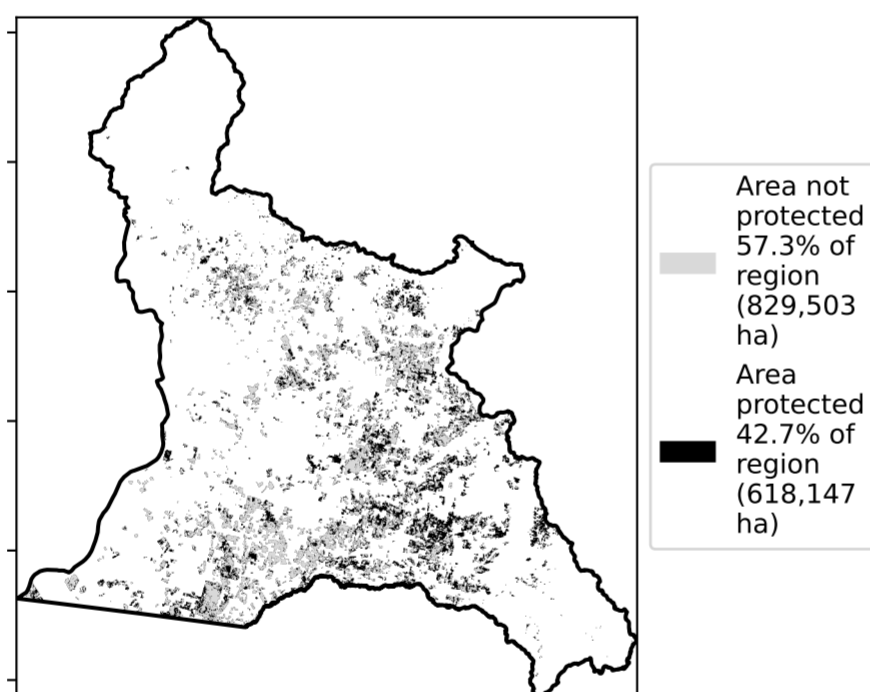 Area not
protected
57.3% of
region
(829,503
ha)
Area
protected
42.7% of
region
(618,147
ha)